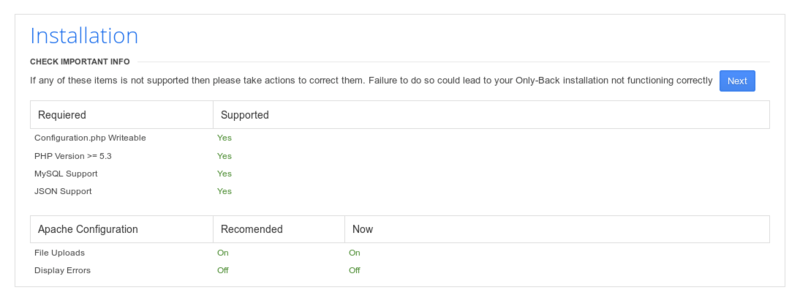 Installation
CHECK IMPORTANT INFO
If any of these items is not supported then please take actions to correct them. Failure to do so could lead to your Only-Back installation not functioning correctly Next
Requiered Supported
Configuration.php Writeable Yes
PHP Version >= 5.3 Yes
MySQL Support Yes
JSON Support Yes
Apache Configuration Recomended Now
File Uploads On On
Display Errors Off Off